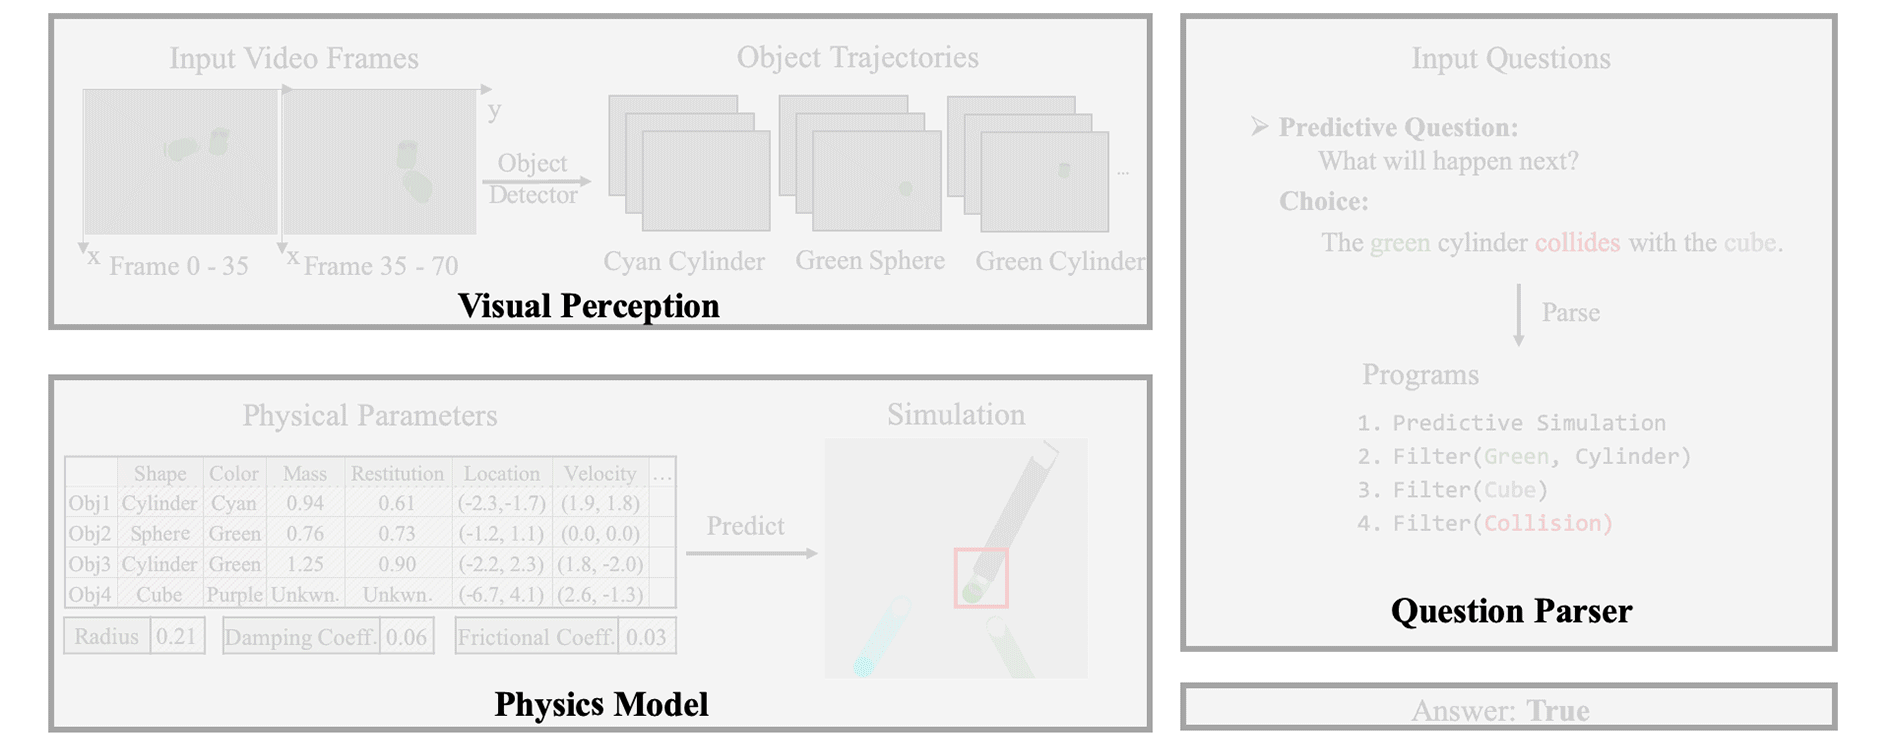 Input Video Frames
Object Trajectories
y
Object
Detector
...
x
Frame 0 - 35
x
Frame 35 - 70
Cyan Cylinder
Green Sphere
Green Cylinder
Visual Perception
Physical Parameters
Shape Color Mass Restitution Location Velocity ...
Obj1 Cylinder Cyan 0.94 0.61 (-2.3,-1.7) (1.9, 1.8)
Obj2 Sphere Green 0.76 0.73 (-1.2, 1.1) (0.0, 0.0)
Obj3 Cylinder Green 1.25 0.90 (-2.2, 2.3) (1.8, -2.0)
Obj4 Cube Purple Unkwn. Unkwn. (-6.7, 4.1) (2.6, -1.3)
Radius 0.21 Damping Coeff. 0.06 Frictional Coeff. 0.03
Predict
Simulation
Physics Model
Input Questions
➢ Predictive Question:
What will happen next?
Choice:
The green cylinder collides with the cube.
Parse
Programs
1. Predictive Simulation
2. Filter(Green, Cylinder)
3. Filter(Cube)
4. Filter(Collision)
Question Parser
Answer: True